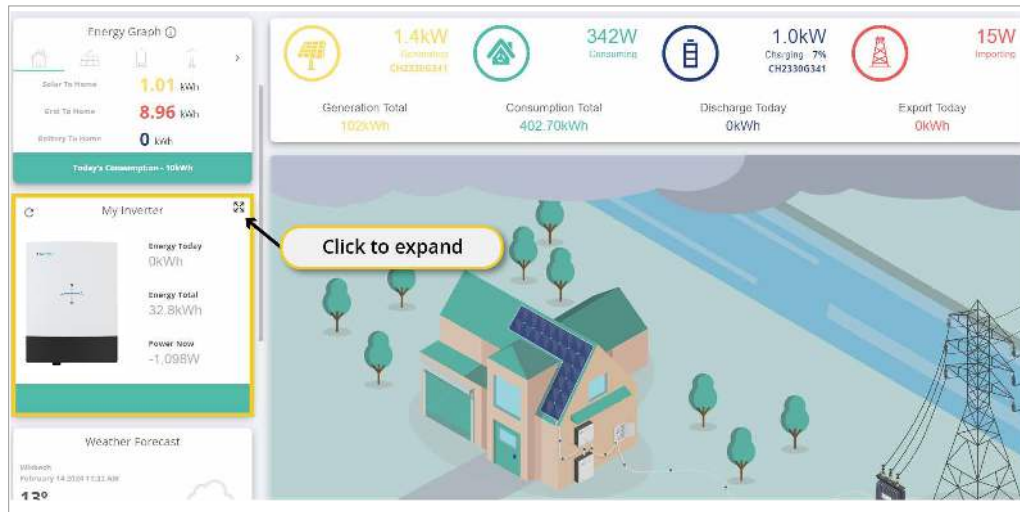 Energy Graph
Solar To Home 1.01 kWh
Grid To Home 8.96 kWh
Battery To Home 0 kWh
Today's Consumption - 10kWh
1.4kW
Generation
CH2330G341
Generation Total
102kWh
342W
Consuming
Consumption Total
402.70kWh
1.0kW
Charging 7%
CH2330G341
Discharge Today
0kWh
15W
Importing
Export Today
0kWh
My Inverter
Energy Today
0kWh
Energy Total
32.8kWh
Power Now
-1,098W
Click to expand
Weather Forecast
Wisbech
February 14 2024 11:32 AM
13°